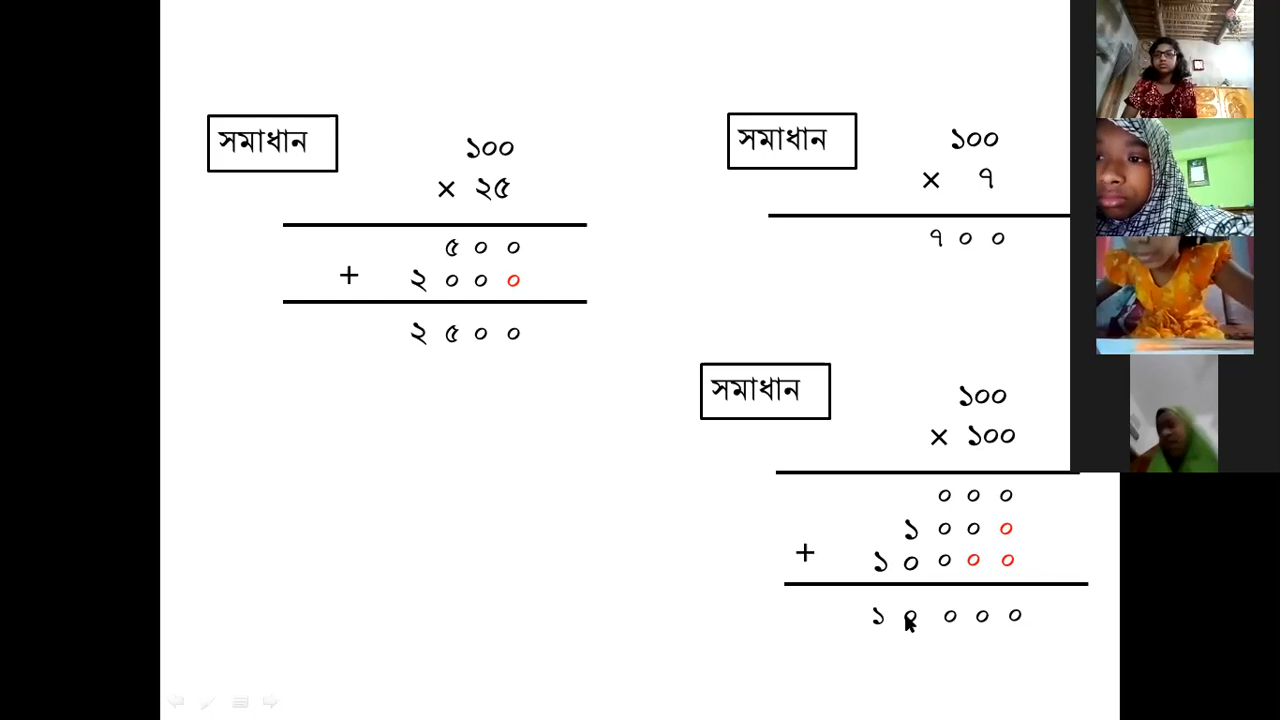 সমাধান
১০০
× ২৫
৫ ০ ০
+ ২ ০ ০ ০
২ ৫ ০ ০
সমাধান
১০০
× ৭
৭ ০ ০
সমাধান
১০০
× ১০০
০ ০ ০
১ ০ ০ ০
+ ১ ০ ০ ০ ০
১ ০ ০ ০ ০